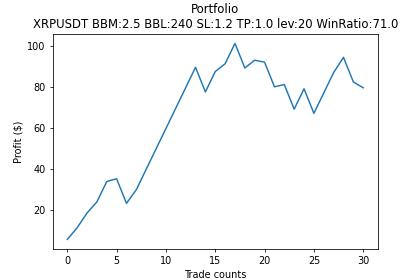 Portfolio
XRPUSDT BBM:2.5 BBL:240 SL:1.2 TP:1.0 lev:20 WinRatio:71.0
100
80
60
40
20
Profit ($)
0 5 10 15 20 25 30
Trade counts